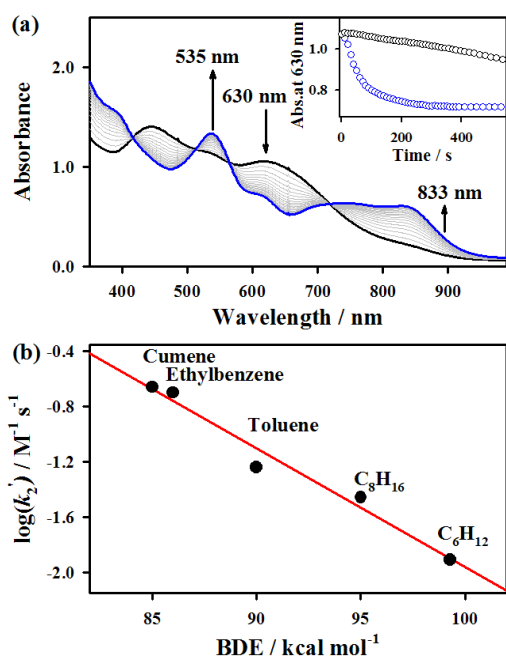 (a)
535 nm
630 nm
833 nm
2.0
1.0
0.0
Absorbance
400 500 600 700 800 900
Wavelength / nm
Abs.at 630 nm
1.0
0.8
0 200 400
Time / s
(b)
Cumene
Ethylbenzene
Toluene
C8H16
C6H12
-0.4
-0.8
-1.2
-1.6
-2.0
log(k2') / M-1 s-1
85 90 95 100
BDE / kcal mol-1